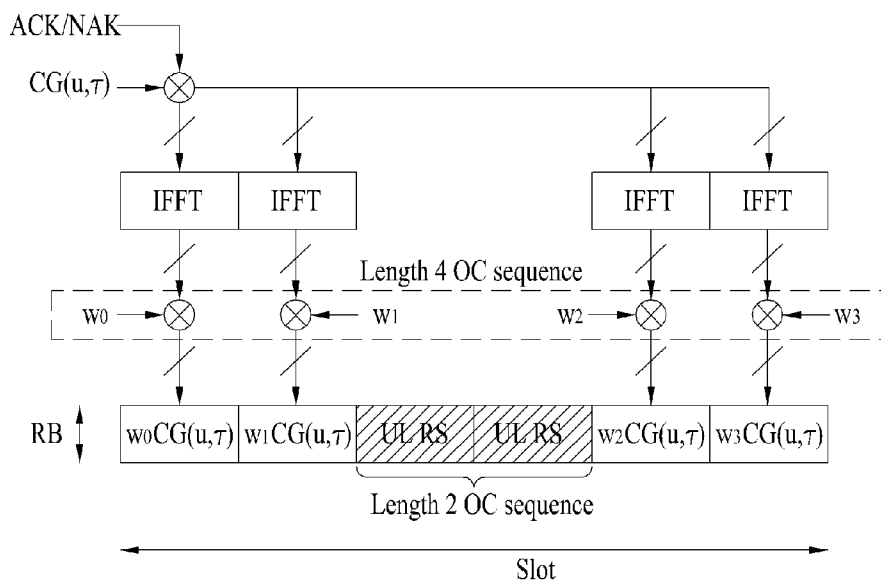 ACK/NAK
CG(u,τ)
IFFT IFFT IFFT IFFT
Length 4 OC sequence
w0 w1 w2 w3
RB w0CG(u,τ) w1CG(u,τ) UL RS UL RS w2CG(u,τ) w3CG(u,τ)
Length 2 OC sequence
Slot